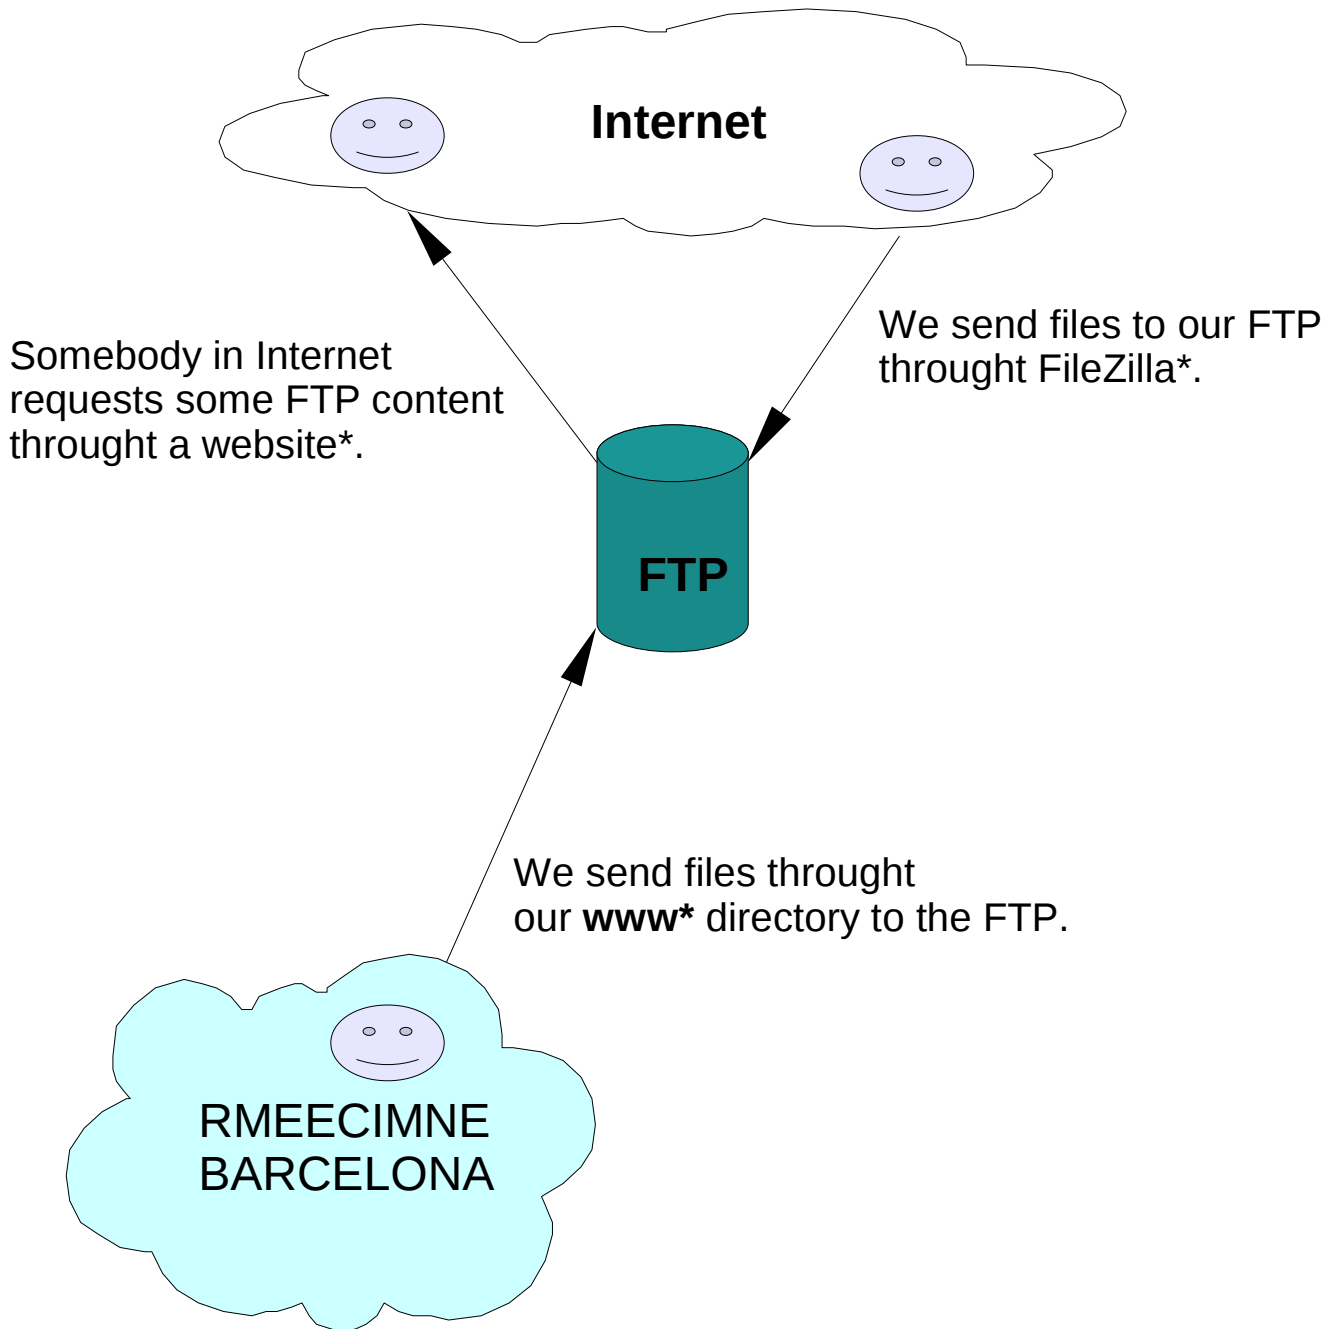 Internet
We send files to our FTP
throught FileZilla*.
Somebody in Internet
requests some FTP content
throught a website*.
FTP
We send files throught
our www* directory to the FTP.
RMEECIMNE
BARCELONA